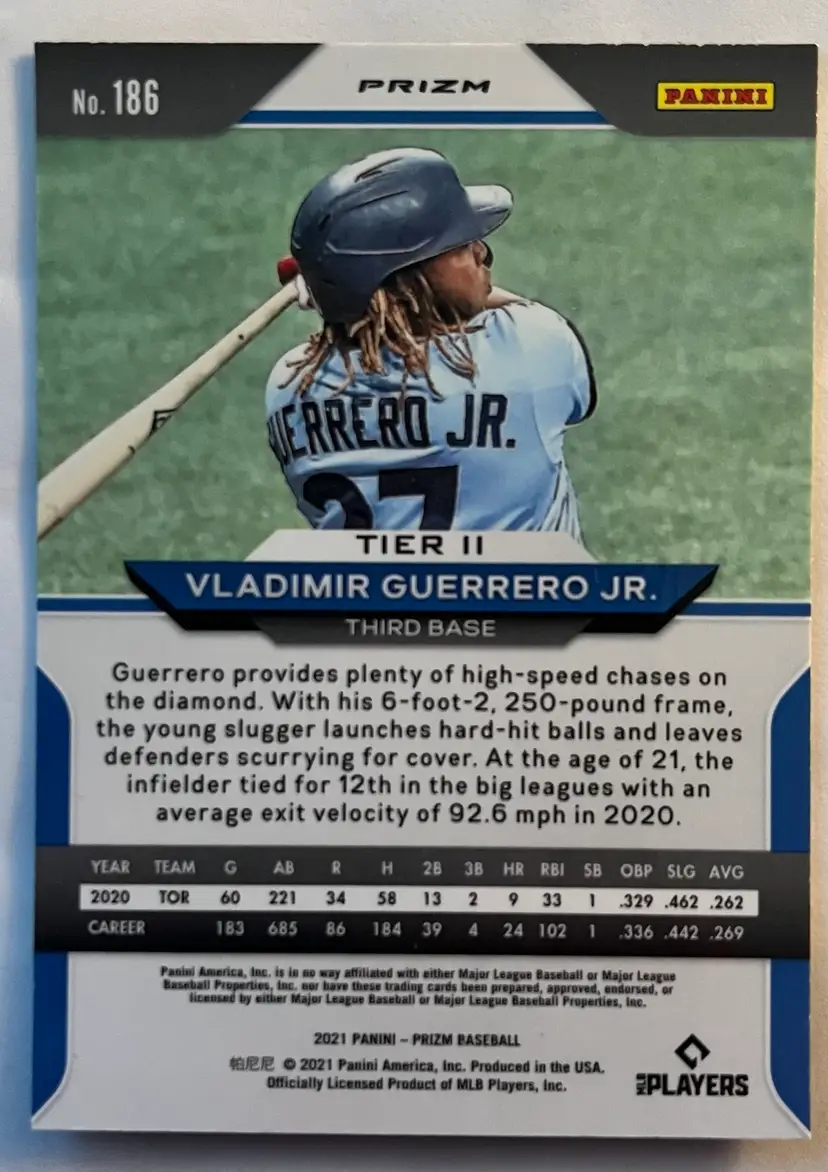 No. 186
PRIZM
PANINI
GUERRERO JR.
27
TIER II
VLADIMIR GUERRERO JR.
THIRD BASE
Guerrero provides plenty of high-speed chases on
the diamond. With his 6-foot-2, 250-pound frame,
the young slugger launches hard-hit balls and leaves
defenders scurrying for cover. At the age of 21, the
infielder tied for 12th in the big leagues with an
average exit velocity of 92.6 mph in 2020.
YEAR TEAM G AB R H 2B 3B HR RBI SB OBP SLG AVG
2020 TOR 60 221 34 58 13 2 9 33 1 .329 .462 .262
CAREER 183 685 86 184 39 4 24 102 1 .336 .442 .269
Panini America, Inc. is in no way affiliated with either Major League Baseball or Major League
Baseball Properties, Inc. nor have these trading cards been prepared, approved, endorsed, or
licensed by either Major League Baseball or Major League Baseball Properties, Inc.
2021 PANINI – PRIZM BASEBALL
帕尼尼 © 2021 Panini America, Inc. Produced in the USA.
Officially Licensed Product of MLB Players, Inc.
MLB PLAYERS